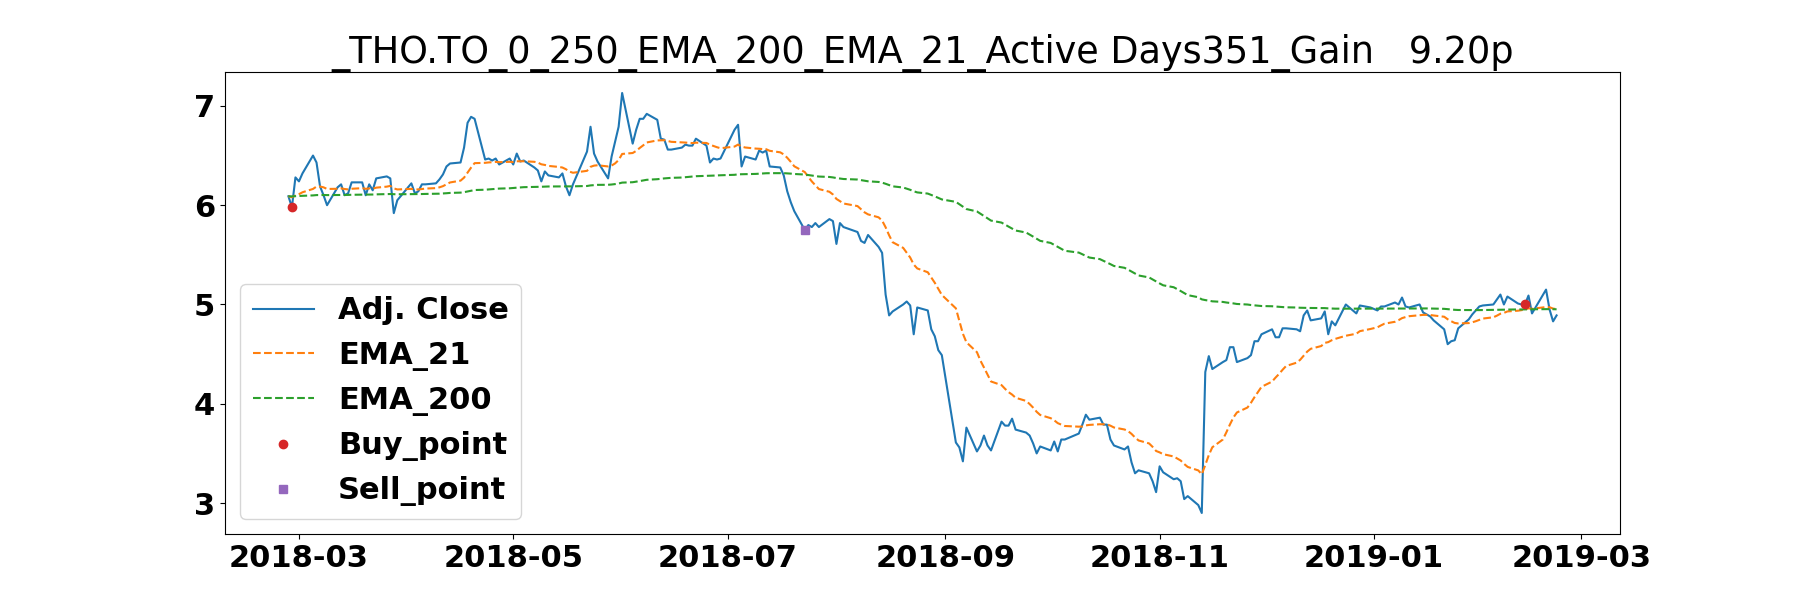 _THO.TO_0_250_EMA_200_EMA_21_Active Days351_Gain   9.20p
7
6
5
4
3
Adj. Close
EMA_21
EMA_200
Buy_point
Sell_point
2018-03 2018-05 2018-07 2018-09 2018-11 2019-01 2019-03